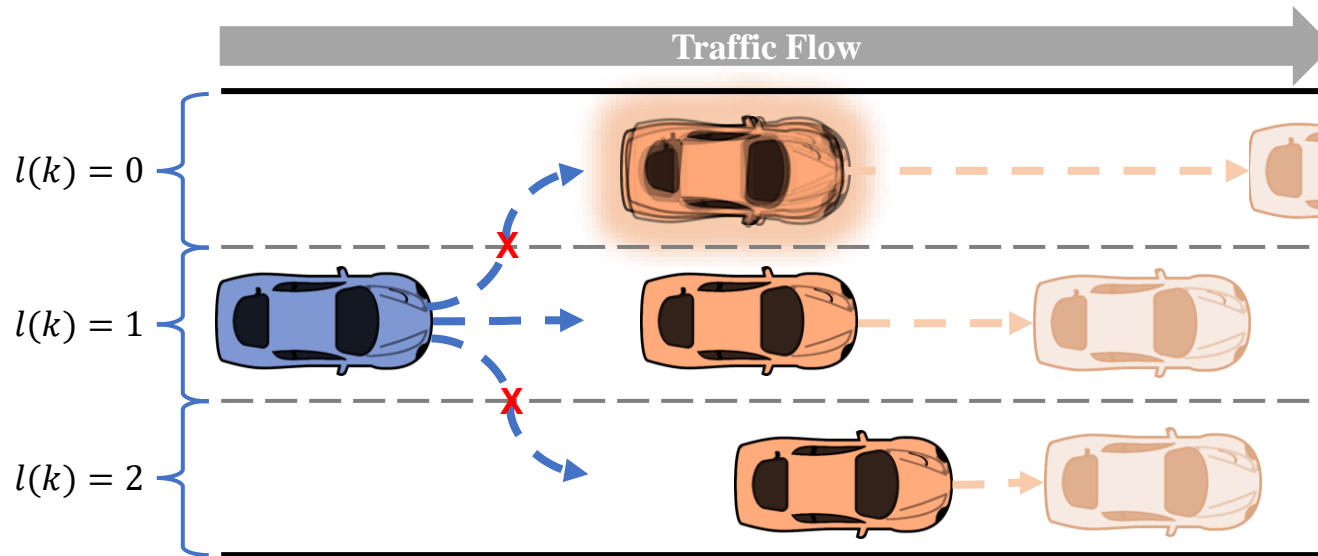 Traffic Flow
l(k) = 0
X
l(k) = 1
X
l(k) = 2